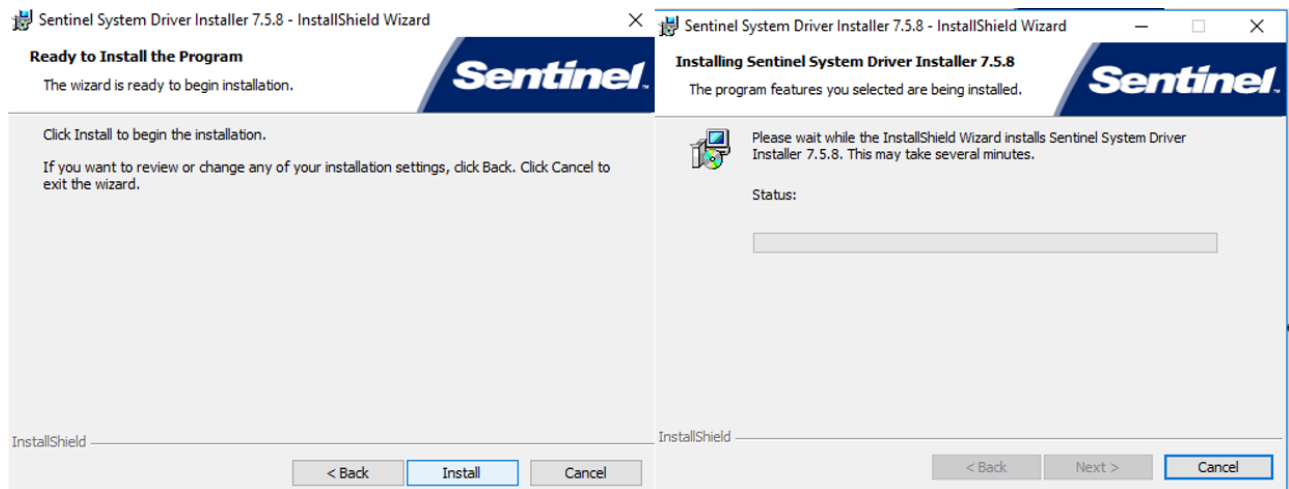 Sentinel System Driver Installer 7.5.8 - InstallShield Wizard
Ready to Install the Program
The wizard is ready to begin installation.
Sentinel™
Click Install to begin the installation.
If you want to review or change any of your installation settings, click Back. Click Cancel to
exit the wizard.
InstallShield
< Back
Install
Cancel
Sentinel System Driver Installer 7.5.8 - InstallShield Wizard
Installing Sentinel System Driver Installer 7.5.8
The program features you selected are being installed.
Sentinel™
Please wait while the InstallShield Wizard installs Sentinel System Driver
Installer 7.5.8. This may take several minutes.
Status:
InstallShield
< Back
Next >
Cancel